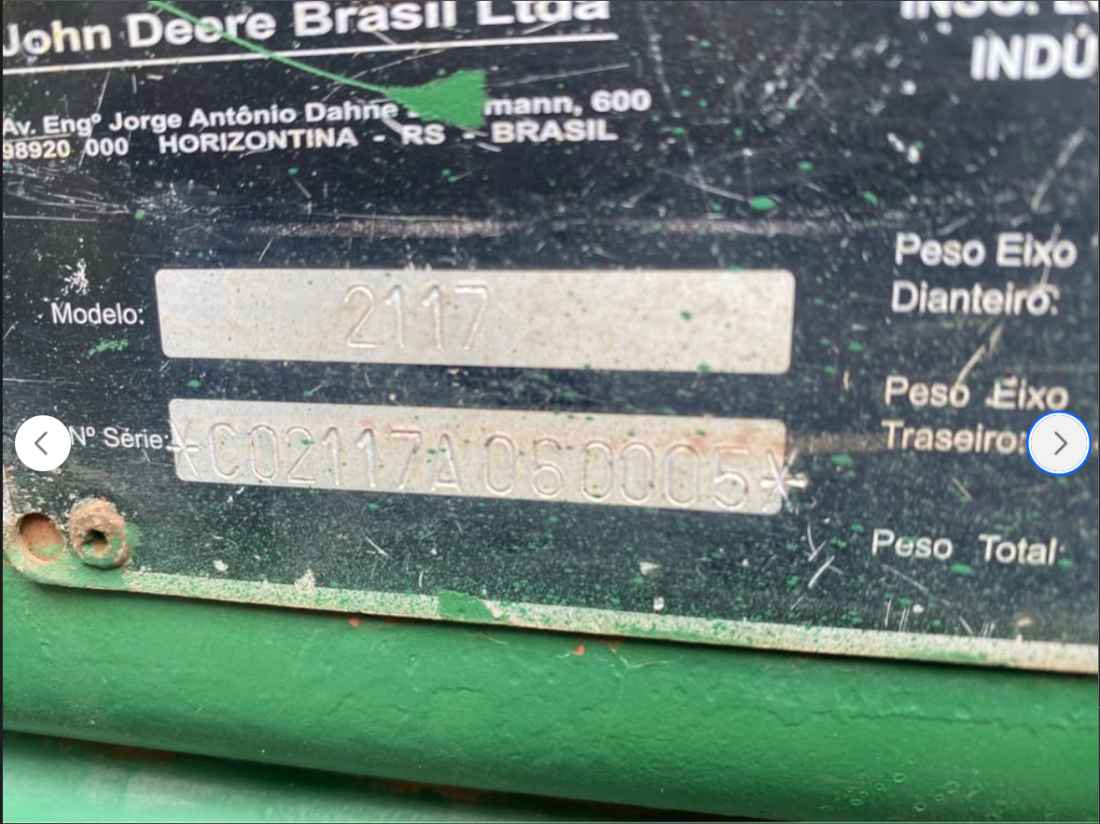 John Deere Brasil Ltda
Av. Engº Jorge Antônio Dahne mann, 600
98920 000 HORIZONTINA - RS - BRASIL
INDÚ
Modelo: 2117
Nº Série: *CQ2117A060005*
Peso Eixo
Dianteiro:
Peso Eixo
Traseiro:
Peso Total: